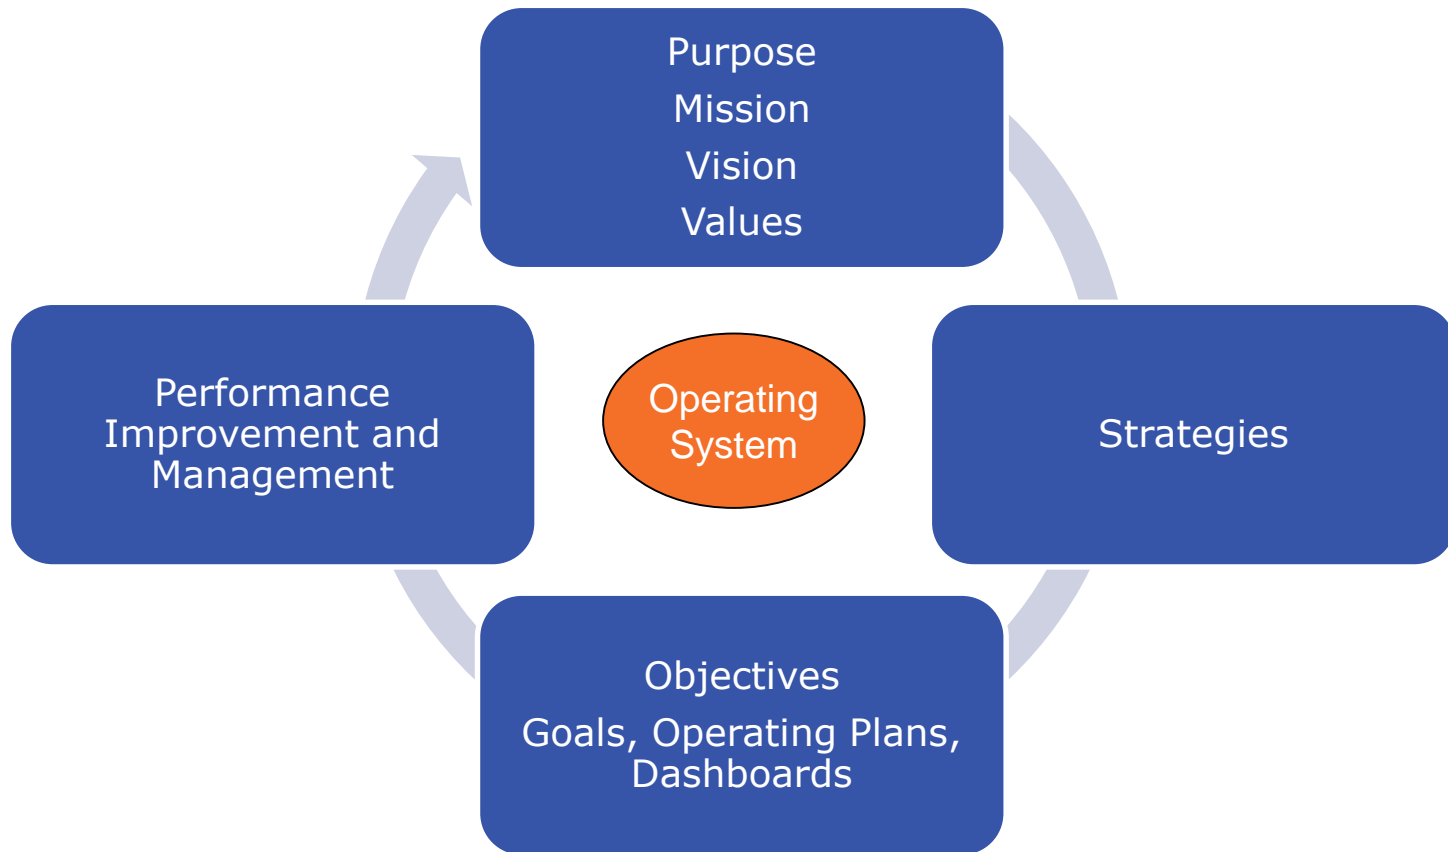 Purpose
Mission
Vision
Values
Performance
Improvement and
Management
Operating
System
Strategies
Objectives
Goals, Operating Plans,
Dashboards